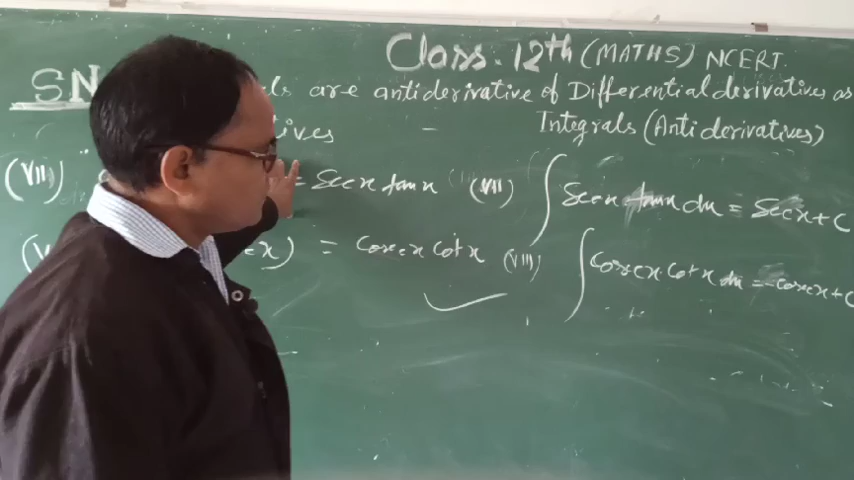 Class. 12th (MATHS) NCERT.
SN are antiderivative of Differential derivatives as
ives – Integrals (Anti derivatives)
(VII) = Secx tanx (VII) ∫ Secx tanx dx = Secx + C
cx) = Cosecx Cotx (VIII) ∫ Cosecx. Cotx dx = -Cosecx + C